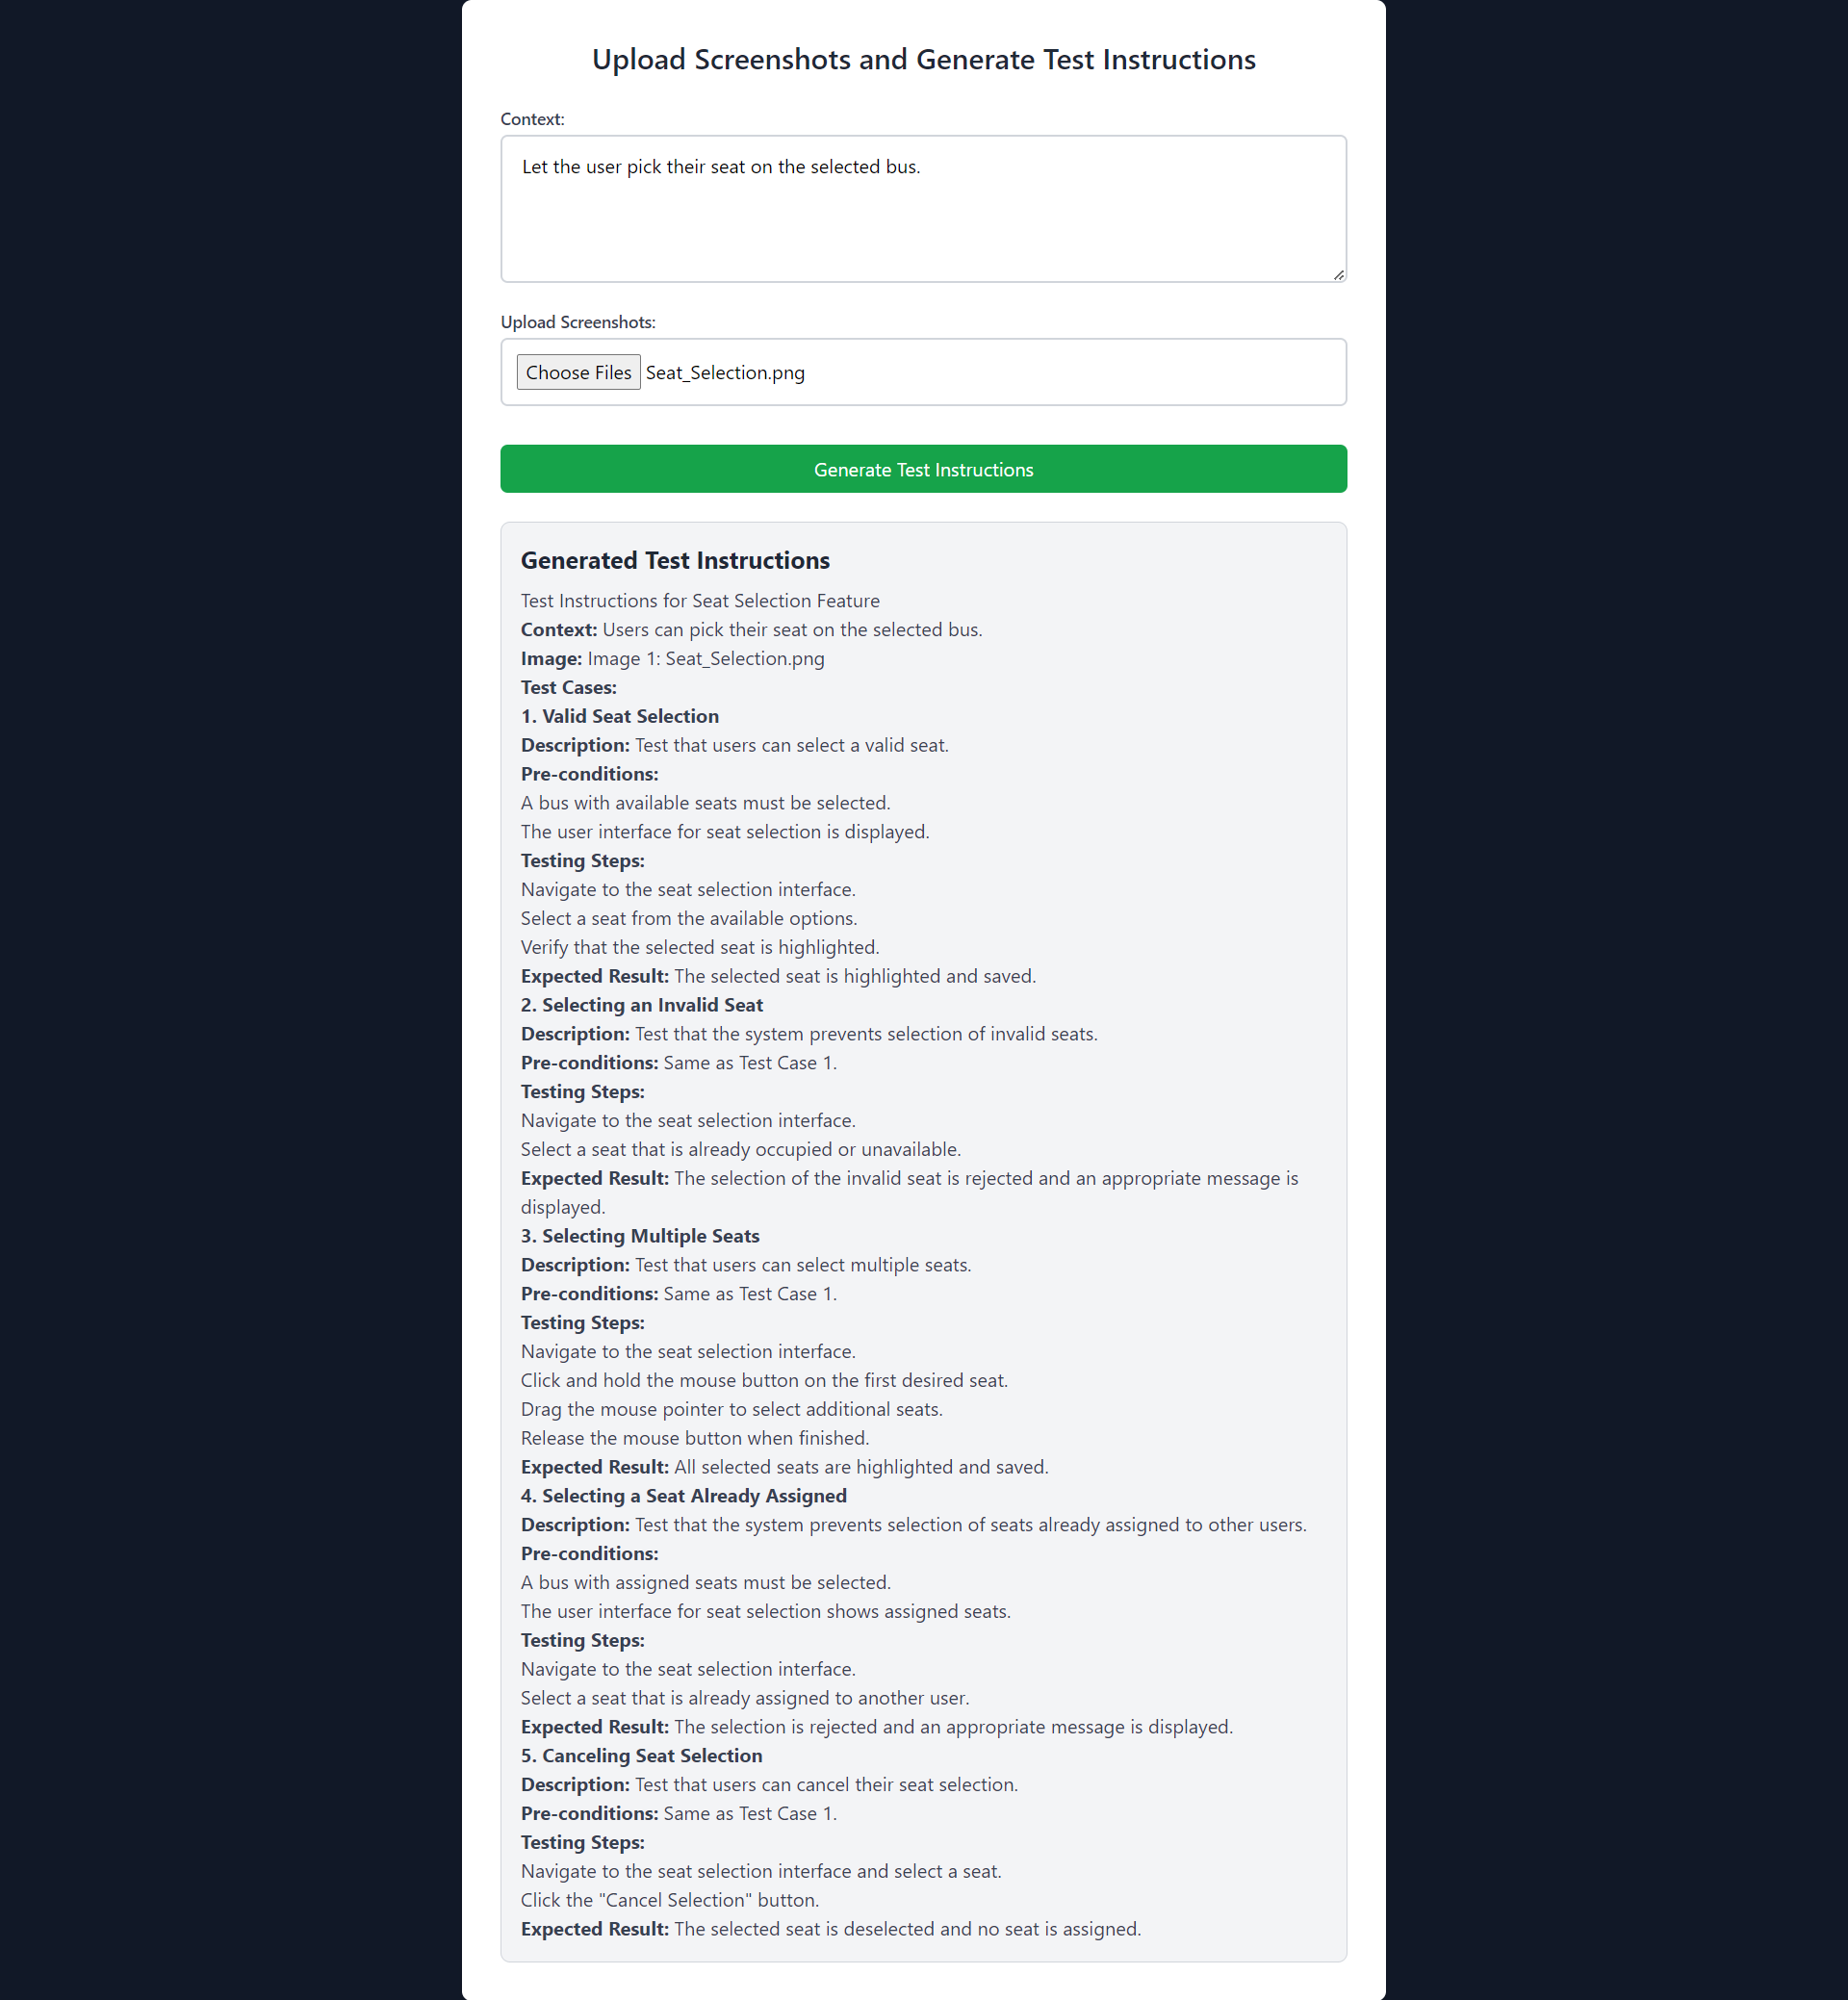 Upload Screenshots and Generate Test Instructions
Context:
Let the user pick their seat on the selected bus.
Upload Screenshots:
Choose Files Seat_Selection.png
Generate Test Instructions
Generated Test Instructions
Test Instructions for Seat Selection Feature
Context: Users can pick their seat on the selected bus.
Image: Image 1: Seat_Selection.png
Test Cases:
1. Valid Seat Selection
Description: Test that users can select a valid seat.
Pre-conditions:
A bus with available seats must be selected.
The user interface for seat selection is displayed.
Testing Steps:
Navigate to the seat selection interface.
Select a seat from the available options.
Verify that the selected seat is highlighted.
Expected Result: The selected seat is highlighted and saved.
2. Selecting an Invalid Seat
Description: Test that the system prevents selection of invalid seats.
Pre-conditions: Same as Test Case 1.
Testing Steps:
Navigate to the seat selection interface.
Select a seat that is already occupied or unavailable.
Expected Result: The selection of the invalid seat is rejected and an appropriate message is
displayed.
3. Selecting Multiple Seats
Description: Test that users can select multiple seats.
Pre-conditions: Same as Test Case 1.
Testing Steps:
Navigate to the seat selection interface.
Click and hold the mouse button on the first desired seat.
Drag the mouse pointer to select additional seats.
Release the mouse button when finished.
Expected Result: All selected seats are highlighted and saved.
4. Selecting a Seat Already Assigned
Description: Test that the system prevents selection of seats already assigned to other users.
Pre-conditions:
A bus with assigned seats must be selected.
The user interface for seat selection shows assigned seats.
Testing Steps:
Navigate to the seat selection interface.
Select a seat that is already assigned to another user.
Expected Result: The selection is rejected and an appropriate message is displayed.
5. Canceling Seat Selection
Description: Test that users can cancel their seat selection.
Pre-conditions: Same as Test Case 1.
Testing Steps:
Navigate to the seat selection interface and select a seat.
Click the "Cancel Selection" button.
Expected Result: The selected seat is deselected and no seat is assigned.